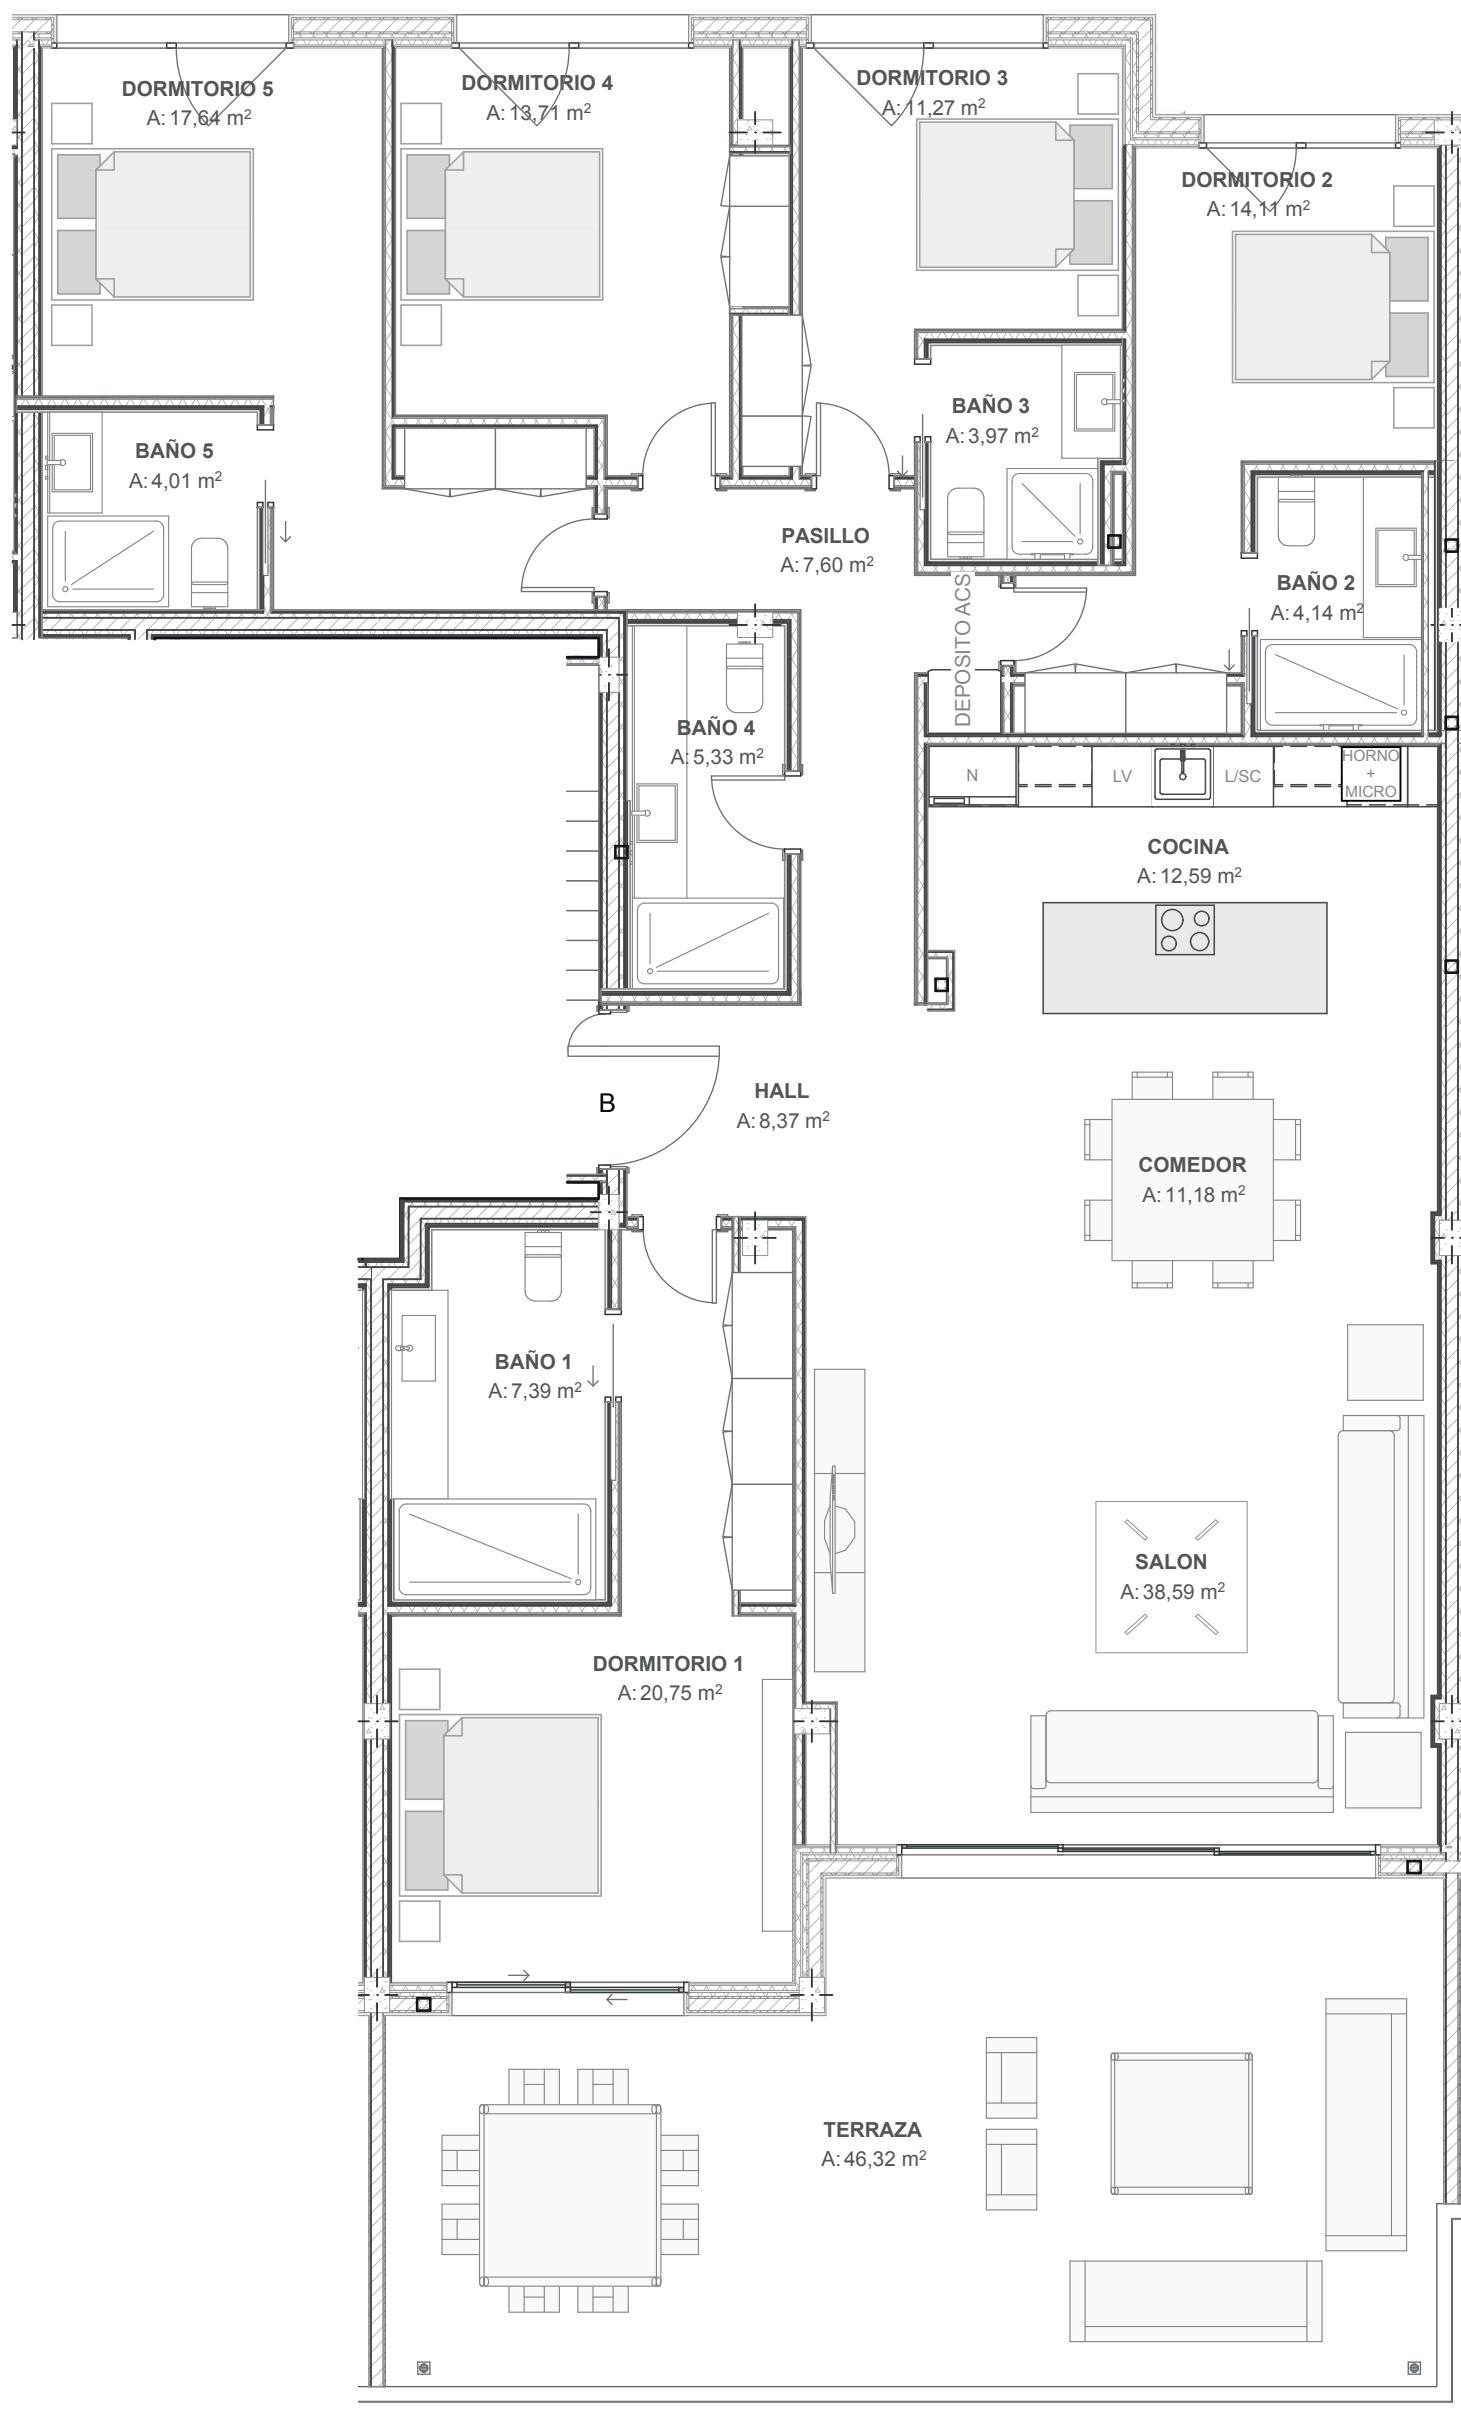 DORMITORIO 5
A: 17,64 m²
DORMITORIO 4
A: 13,71 m²
DORMITORIO 3
A: 11,27 m²
DORMITORIO 2
A: 14,11 m²
BAÑO 5
A: 4,01 m²
BAÑO 3
A: 3,97 m²
PASILLO
A: 7,60 m²
BAÑO 2
A: 4,14 m²
DEPOSITO ACS
BAÑO 4
A: 5,33 m²
N
LV
L/SC
HORNO
+
MICRO
COCINA
A: 12,59 m²
HALL
A: 8,37 m²
B
COMEDOR
A: 11,18 m²
BAÑO 1
A: 7,39 m²
SALON
A: 38,59 m²
DORMITORIO 1
A: 20,75 m²
TERRAZA
A: 46,32 m²